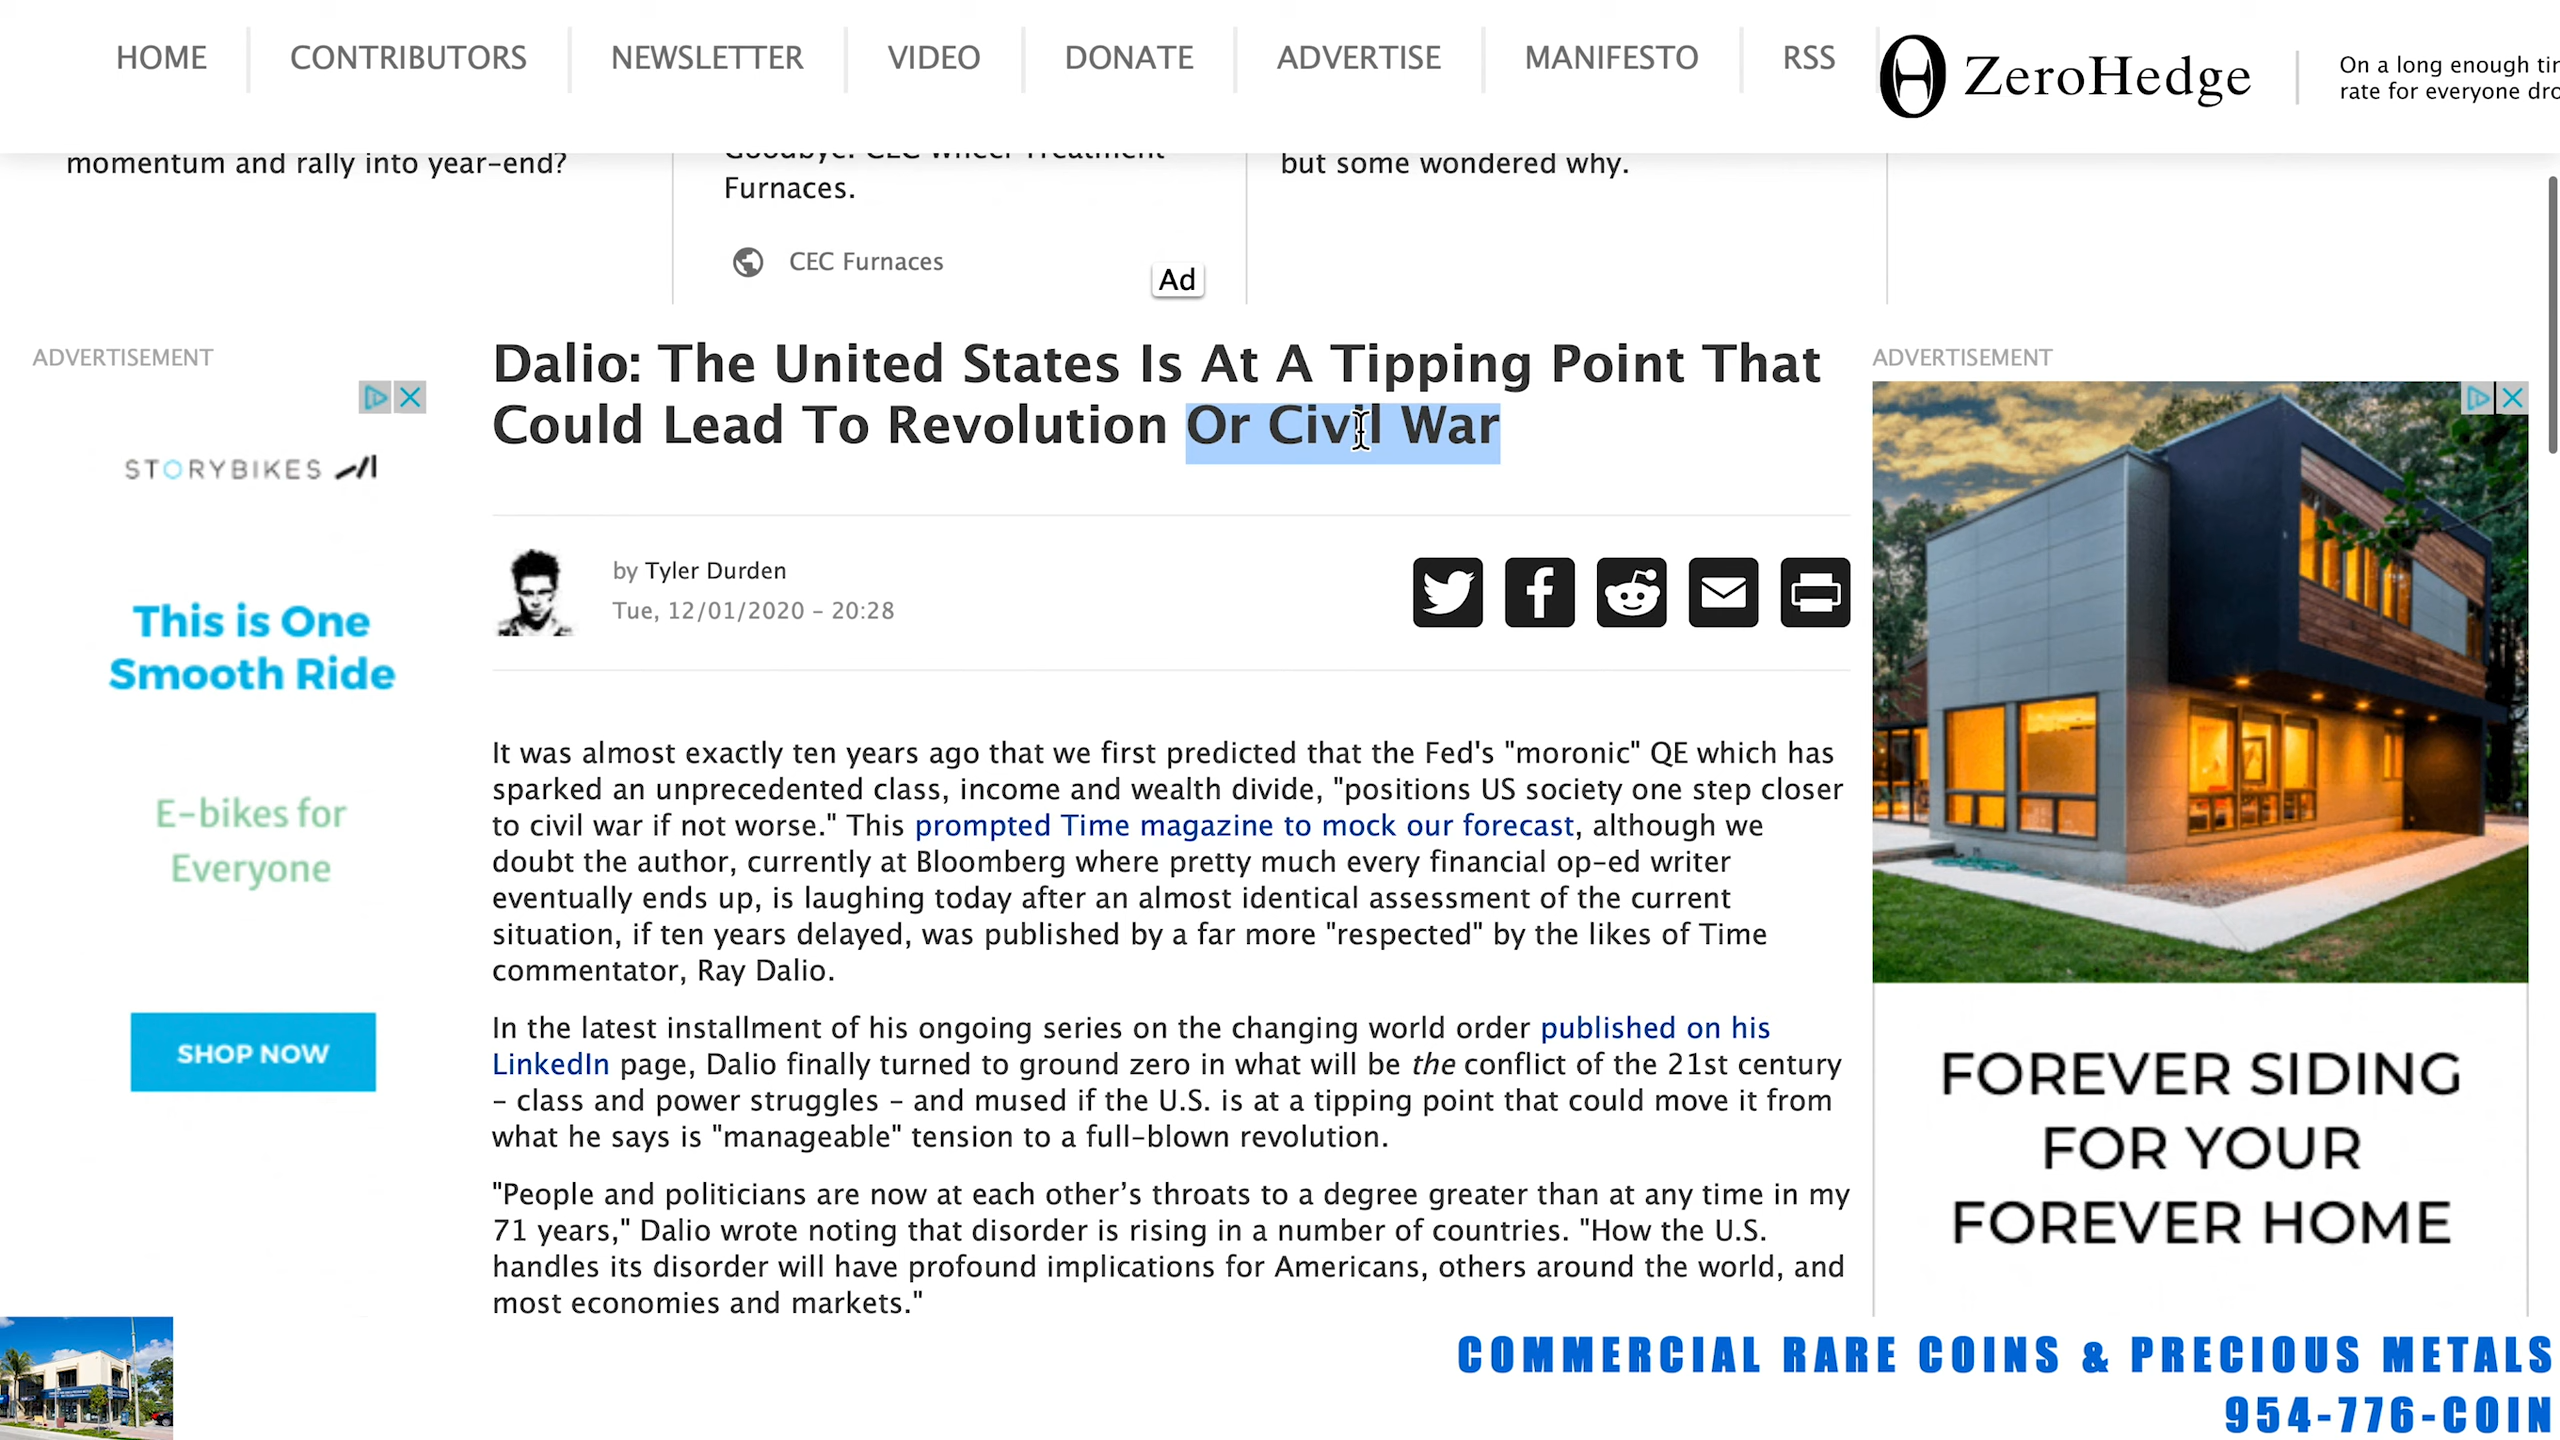 HOME
CONTRIBUTORS
NEWSLETTER
VIDEO
DONATE
ADVERTISE
MANIFESTO
RSS
ZeroHedge
On a long enough
rate for everyone
momentum and rally into year-end?
Furnaces.
CEC Furnaces
Ad
but some wondered why.
ADVERTISEMENT
STORYBIKES
This is One
Smooth Ride
E-bikes for
Everyone
SHOP NOW
Dalio: The United States Is At A Tipping Point That
Could Lead To Revolution Or Civil War
by Tyler Durden
Tue, 12/01/2020 - 20:28
It was almost exactly ten years ago that we first predicted that the Fed's "moronic" QE which has
sparked an unprecedented class, income and wealth divide, "positions US society one step closer
to civil war if not worse." This prompted Time magazine to mock our forecast, although we
doubt the author, currently at Bloomberg where pretty much every financial op-ed writer
eventually ends up, is laughing today after an almost identical assessment of the current
situation, if ten years delayed, was published by a far more "respected" by the likes of Time
commentator, Ray Dalio.
In the latest installment of his ongoing series on the changing world order published on his
LinkedIn page, Dalio finally turned to ground zero in what will be the conflict of the 21st century
- class and power struggles - and mused if the U.S. is at a tipping point that could move it from
what he says is "manageable" tension to a full-blown revolution.
"People and politicians are now at each other’s throats to a degree greater than at any time in my
71 years," Dalio wrote noting that disorder is rising in a number of countries. "How the U.S.
handles its disorder will have profound implications for Americans, others around the world, and
most economies and markets."
ADVERTISEMENT
FOREVER SIDING
FOR YOUR
FOREVER HOME
COMMERCIAL RARE COINS & PRECIOUS METALS
954-776-COIN